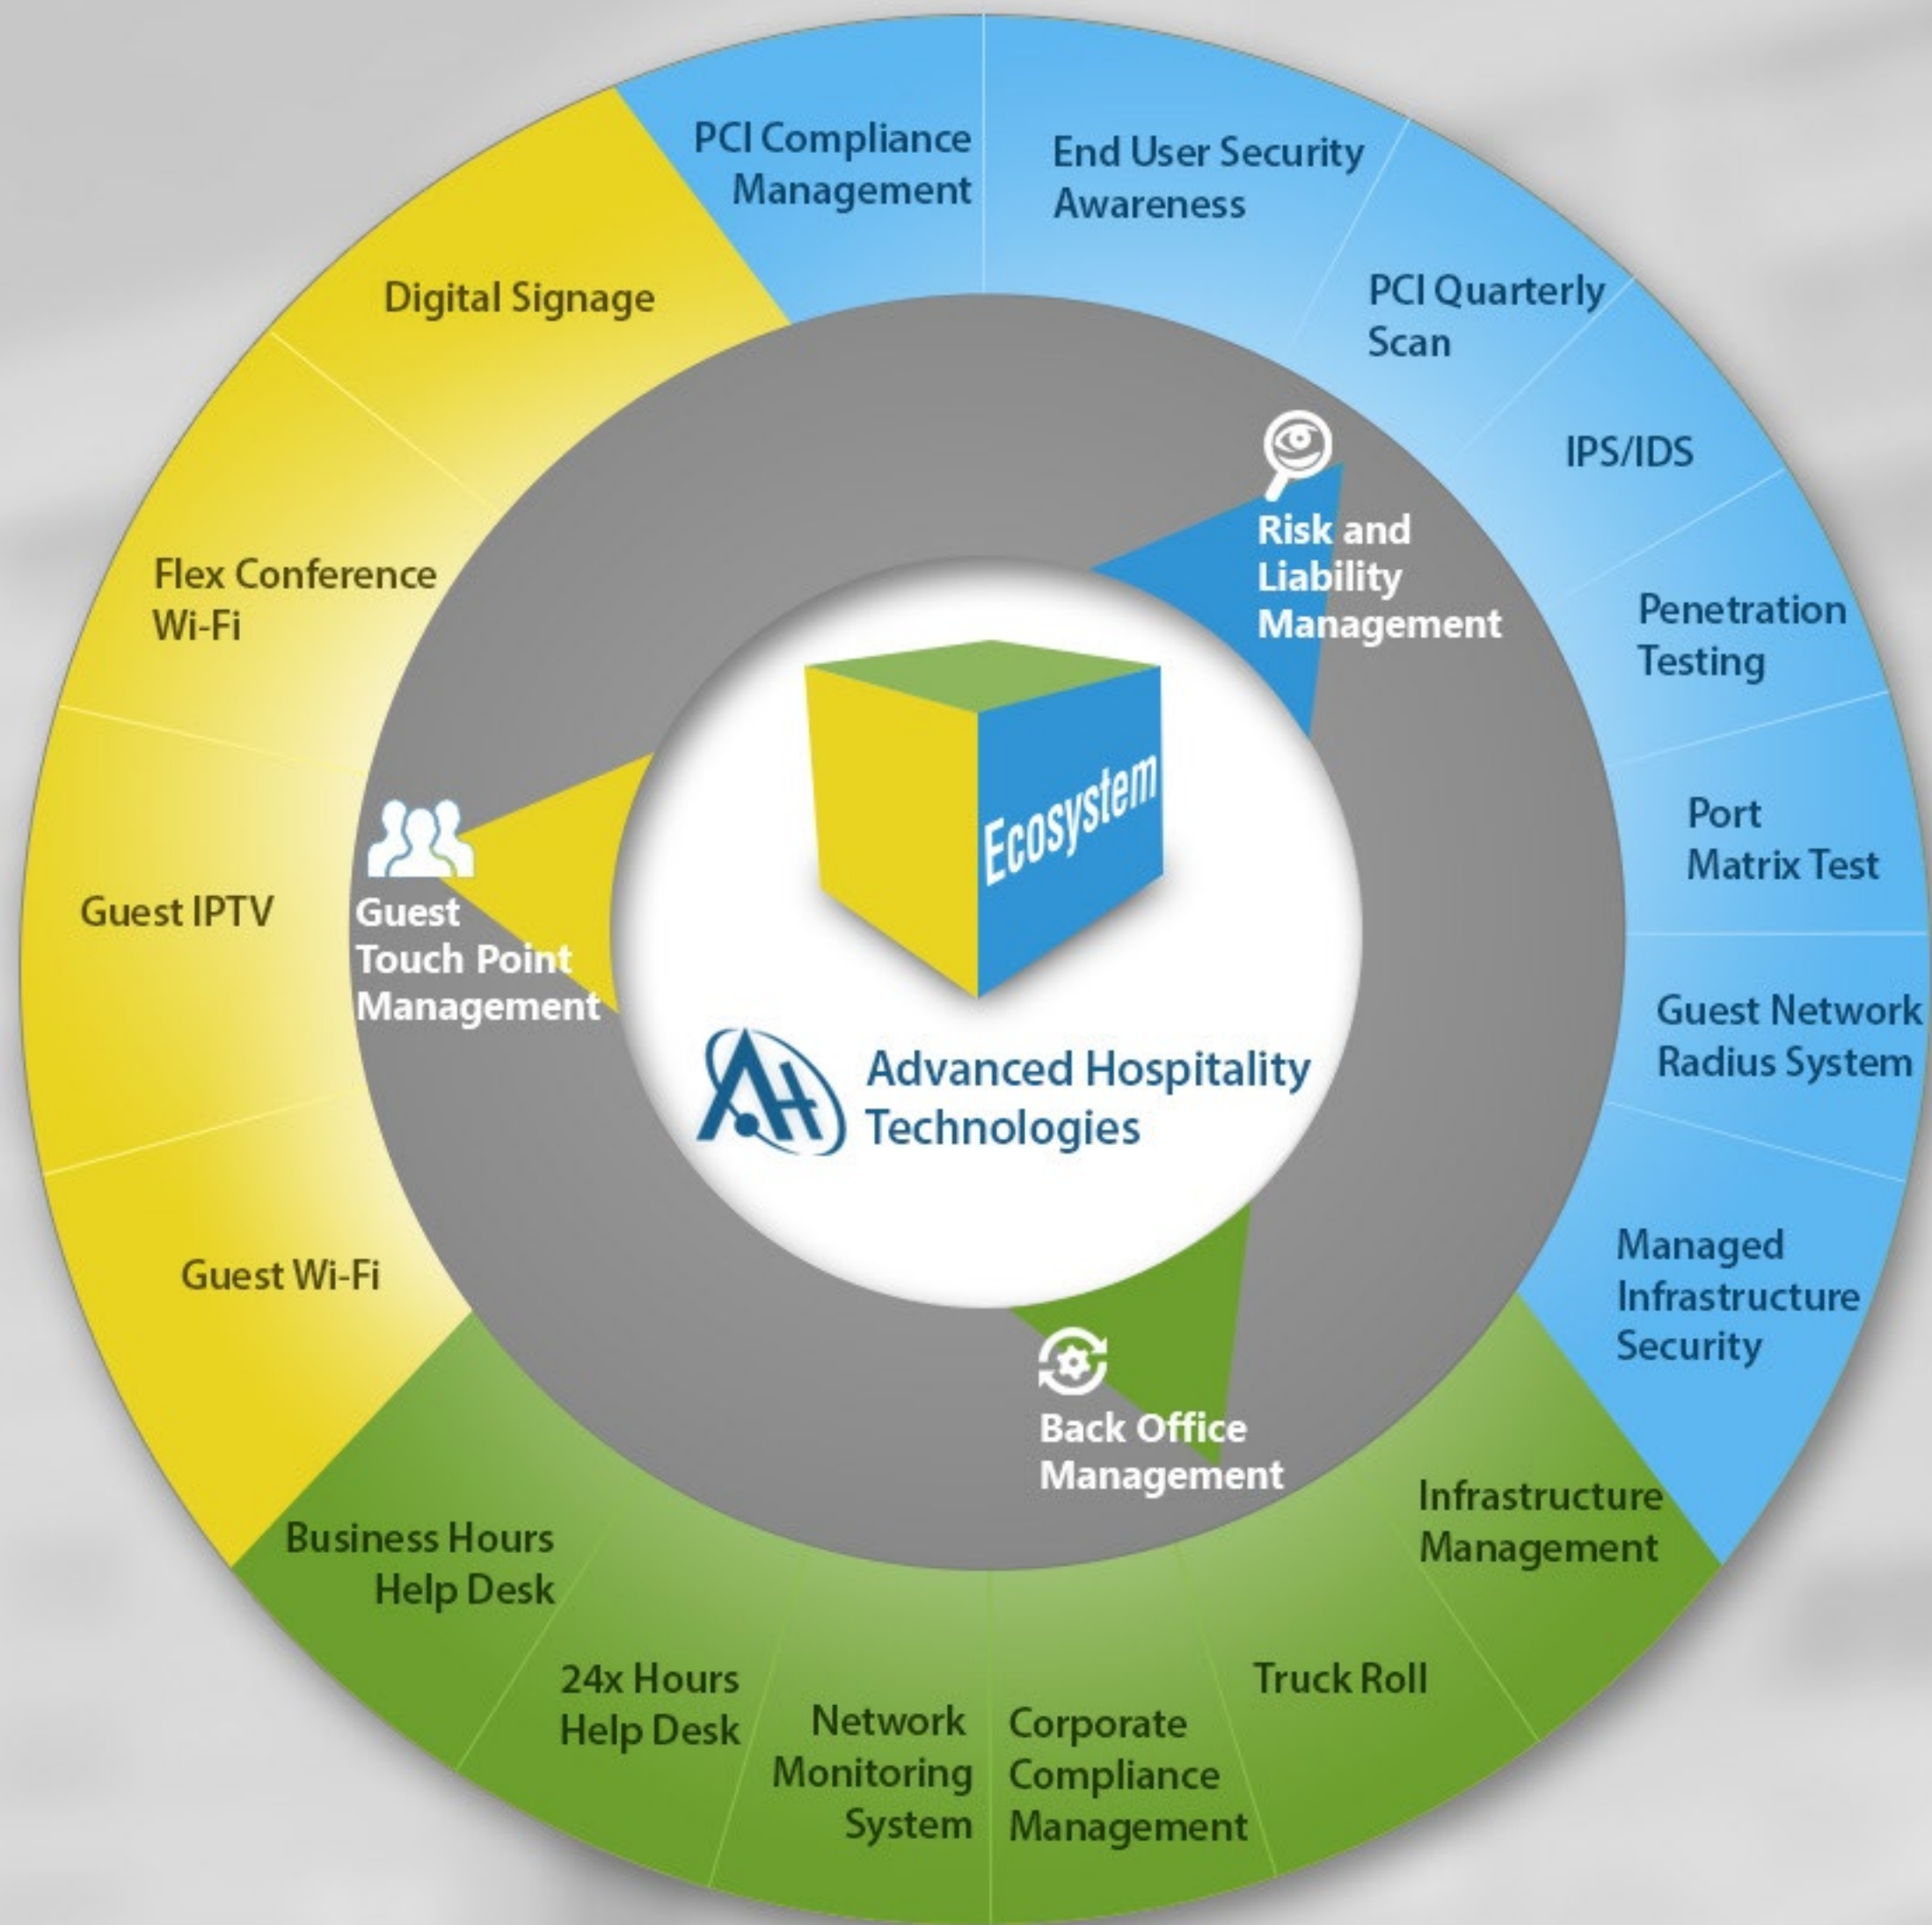 PCI Compliance
Management
End User Security
Awareness
PCI Quarterly
Scan
IPS/IDS
Penetration
Testing
Port
Matrix Test
Guest Network
Radius System
Managed
Infrastructure
Security
Infrastructure
Management
Truck Roll
Corporate
Compliance
Management
Network
Monitoring
System
24x Hours
Help Desk
Business Hours
Help Desk
Guest Wi-Fi
Guest IPTV
Flex Conference
Wi-Fi
Digital Signage
Risk and
Liability
Management
Guest
Touch Point
Management
Back Office
Management
Ecosystem
AH
Advanced Hospitality
Technologies